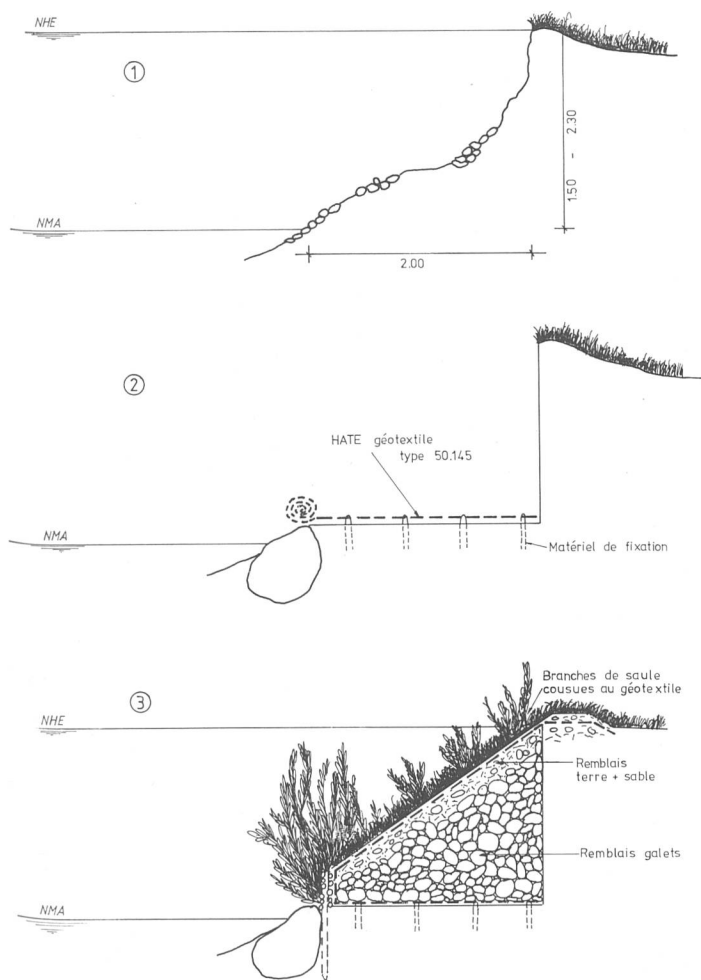 NHE
①
1.50 - 2.30
NMA
2.00
②
HATE géotextile
type 50.145
NMA
Matériel de fixation
③
Branches de saule
cousues au géotextile
NHE
Remblais
terre + sable
Remblais galets
NMA